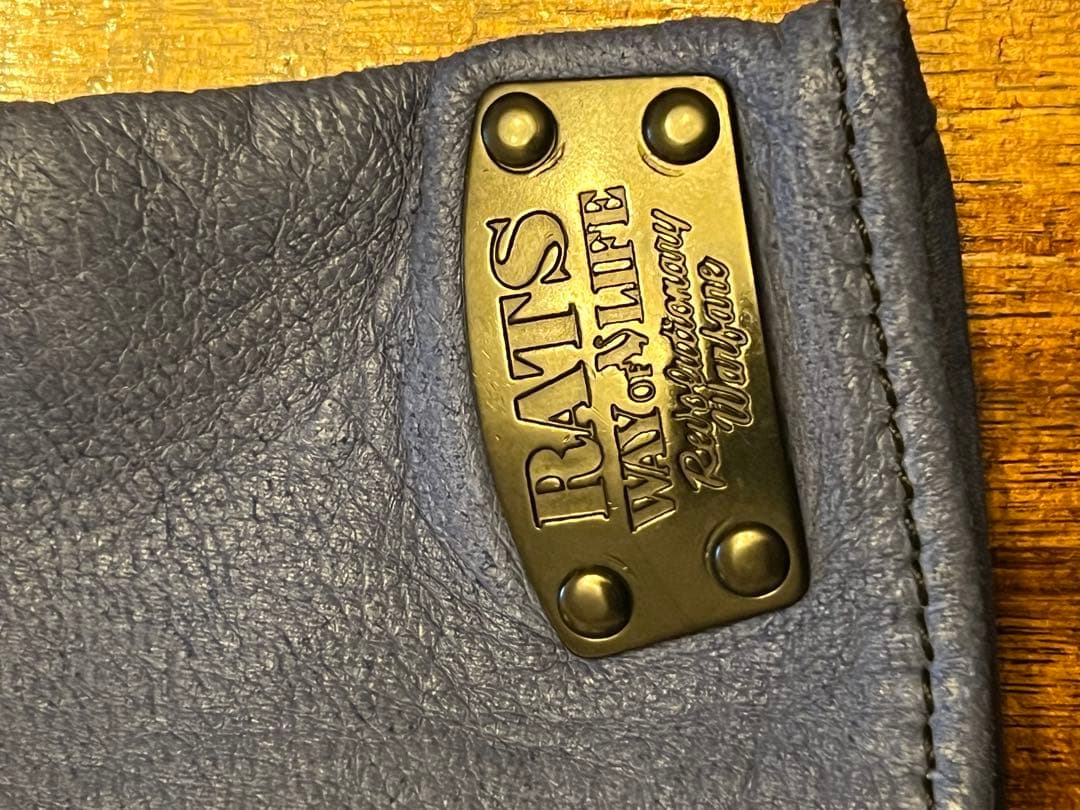 RATS
WAY OF LIFE
Revolutionary
Warfare